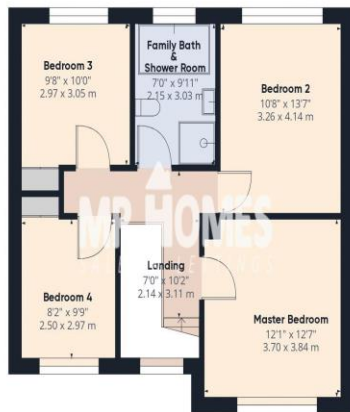 Bedroom 3
9'8" x 10'0"
2.97 x 3.05 m
Family Bath
&
Shower Room
7'0" x 9'11"
2.15 x 3.03 m
Bedroom 2
10'8" x 13'7"
3.26 x 4.14 m
MP HOMES
Bedroom 4
8'2" x 9'9"
2.50 x 2.97 m
Landing
7'0" x 10'2"
2.14 x 3.11 m
Master Bedroom
12'1" x 12'7"
3.70 x 3.84 m